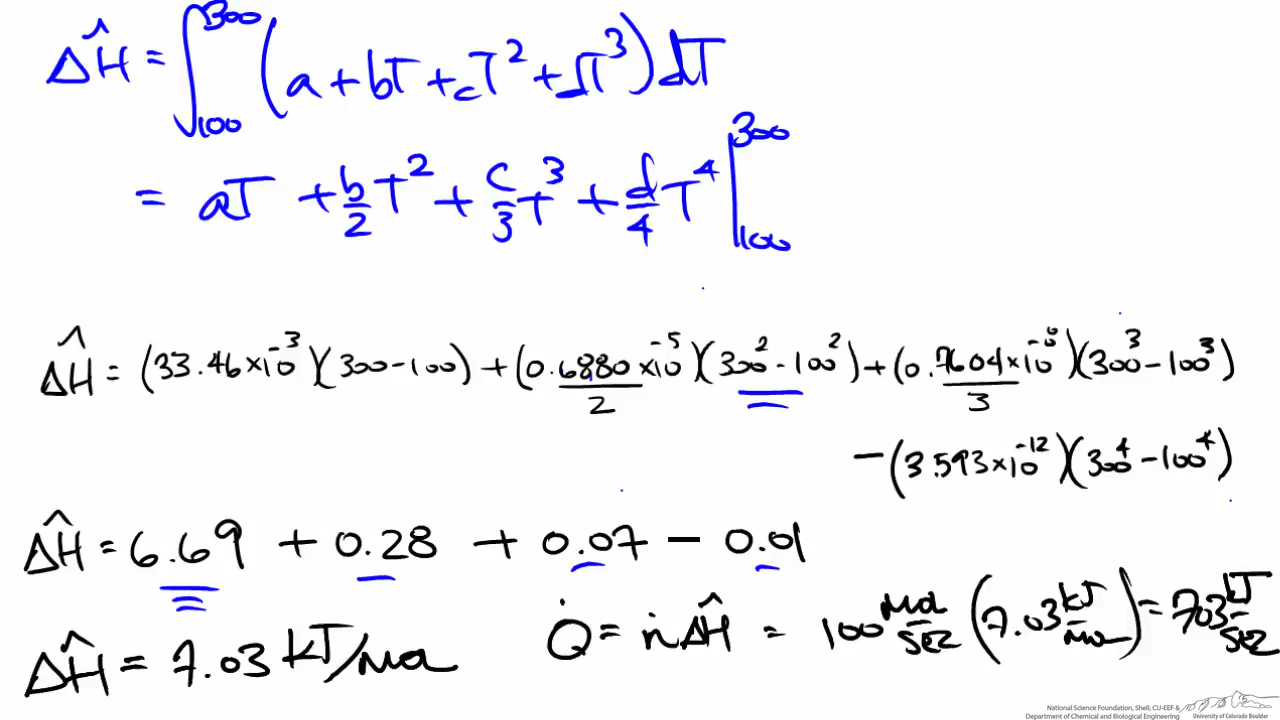 ΔĤ = ∫₁₀₀³⁰⁰ (a + bT + cT² + dT³) dT
= aT + b/2 T² + c/3 T³ + d/4 T⁴ |₁₀₀³⁰⁰
ΔĤ = (33.46×10⁻³)(300-100) + (0.6880×10⁻⁵/2)(300² - 100²) + (0.7604×10⁻⁸/3)(300³ - 100³)
-(3.593×10⁻¹²)(300⁴ - 100⁴)
ΔĤ = 6.69 + 0.28 + 0.07 - 0.01
ΔĤ = 7.03 kJ/mol
Q̇ = ṅΔĤ = 100 mol/sec (7.03 kJ/mol) = 703 kJ/sec
National Science Foundation, Shell, CU-EEF &
Department of Chemical and Biological Engineering
University of Colorado Boulder